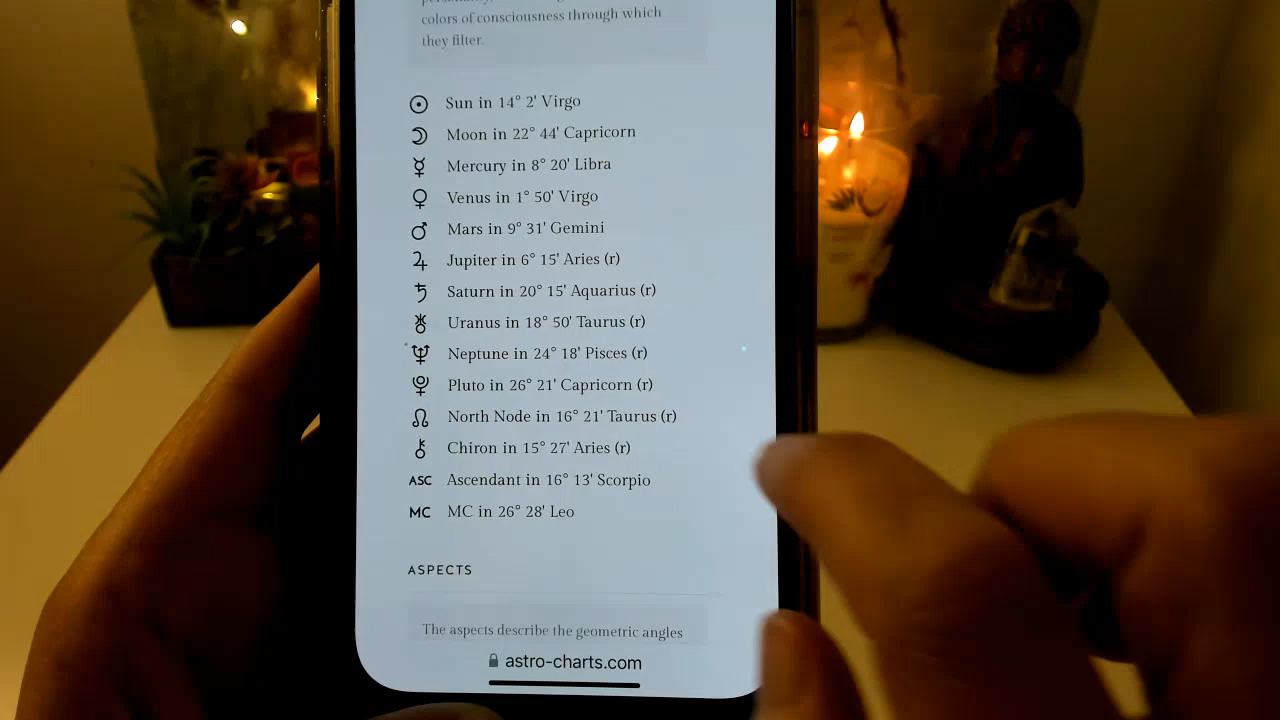 colors of consciousness through which
they filter.
Sun in 14° 2' Virgo
Moon in 22° 44' Capricorn
Mercury in 8° 20' Libra
Venus in 1° 50' Virgo
Mars in 9° 31' Gemini
Jupiter in 6° 15' Aries (r)
Saturn in 20° 15' Aquarius (r)
Uranus in 18° 50' Taurus (r)
Neptune in 24° 18' Pisces (r)
Pluto in 26° 21' Capricorn (r)
North Node in 16° 21' Taurus (r)
Chiron in 15° 27' Aries (r)
ASC Ascendant in 16° 13' Scorpio
MC MC in 26° 28' Leo
ASPECTS
The aspects describe the geometric angles
astro-charts.com